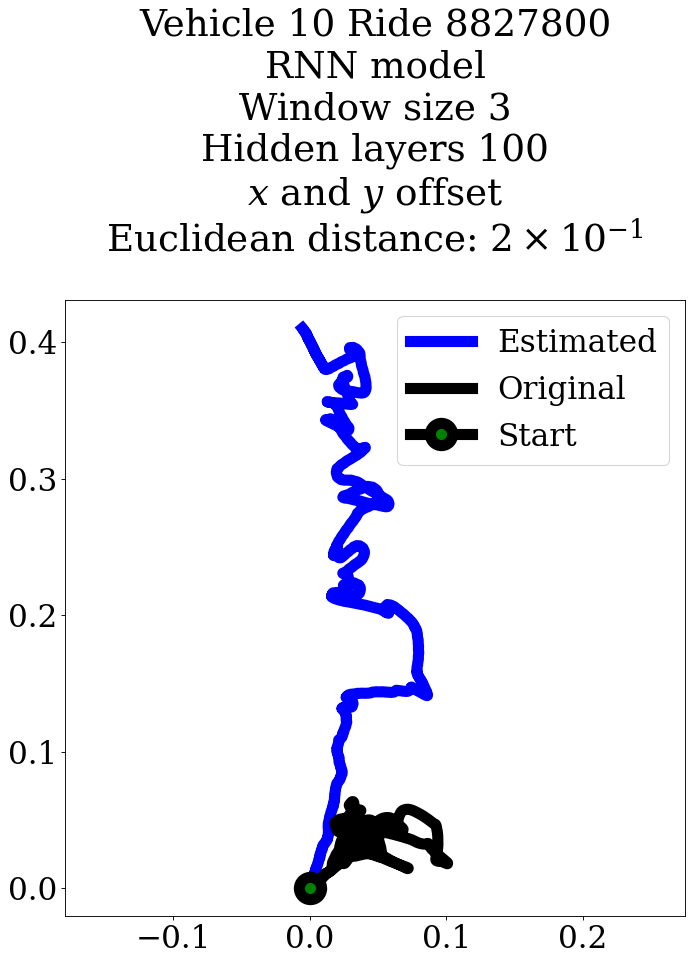 Vehicle 10 Ride 8827800
RNN model
Window size 3
Hidden layers 100
x and y offset
Euclidean distance: 2 × 10⁻¹
Estimated
Original
Start
0.4
0.3
0.2
0.1
0.0
−0.1 0.0 0.1 0.2